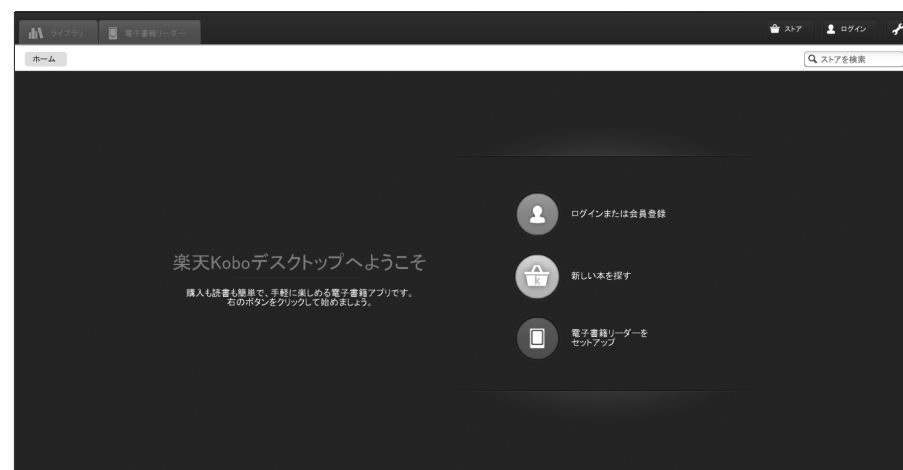 ライブラリ
電子書籍リーダー
ストア
ログイン
ホーム
ストアを検索
ログインまたは会員登録
楽天Koboデスクトップへようこそ
購入も読書も簡単で、手軽に楽しめる電子書籍アプリです。
右のボタンをクリックして始めましょう。
k
新しい本を探す
電子書籍リーダーを
セットアップ